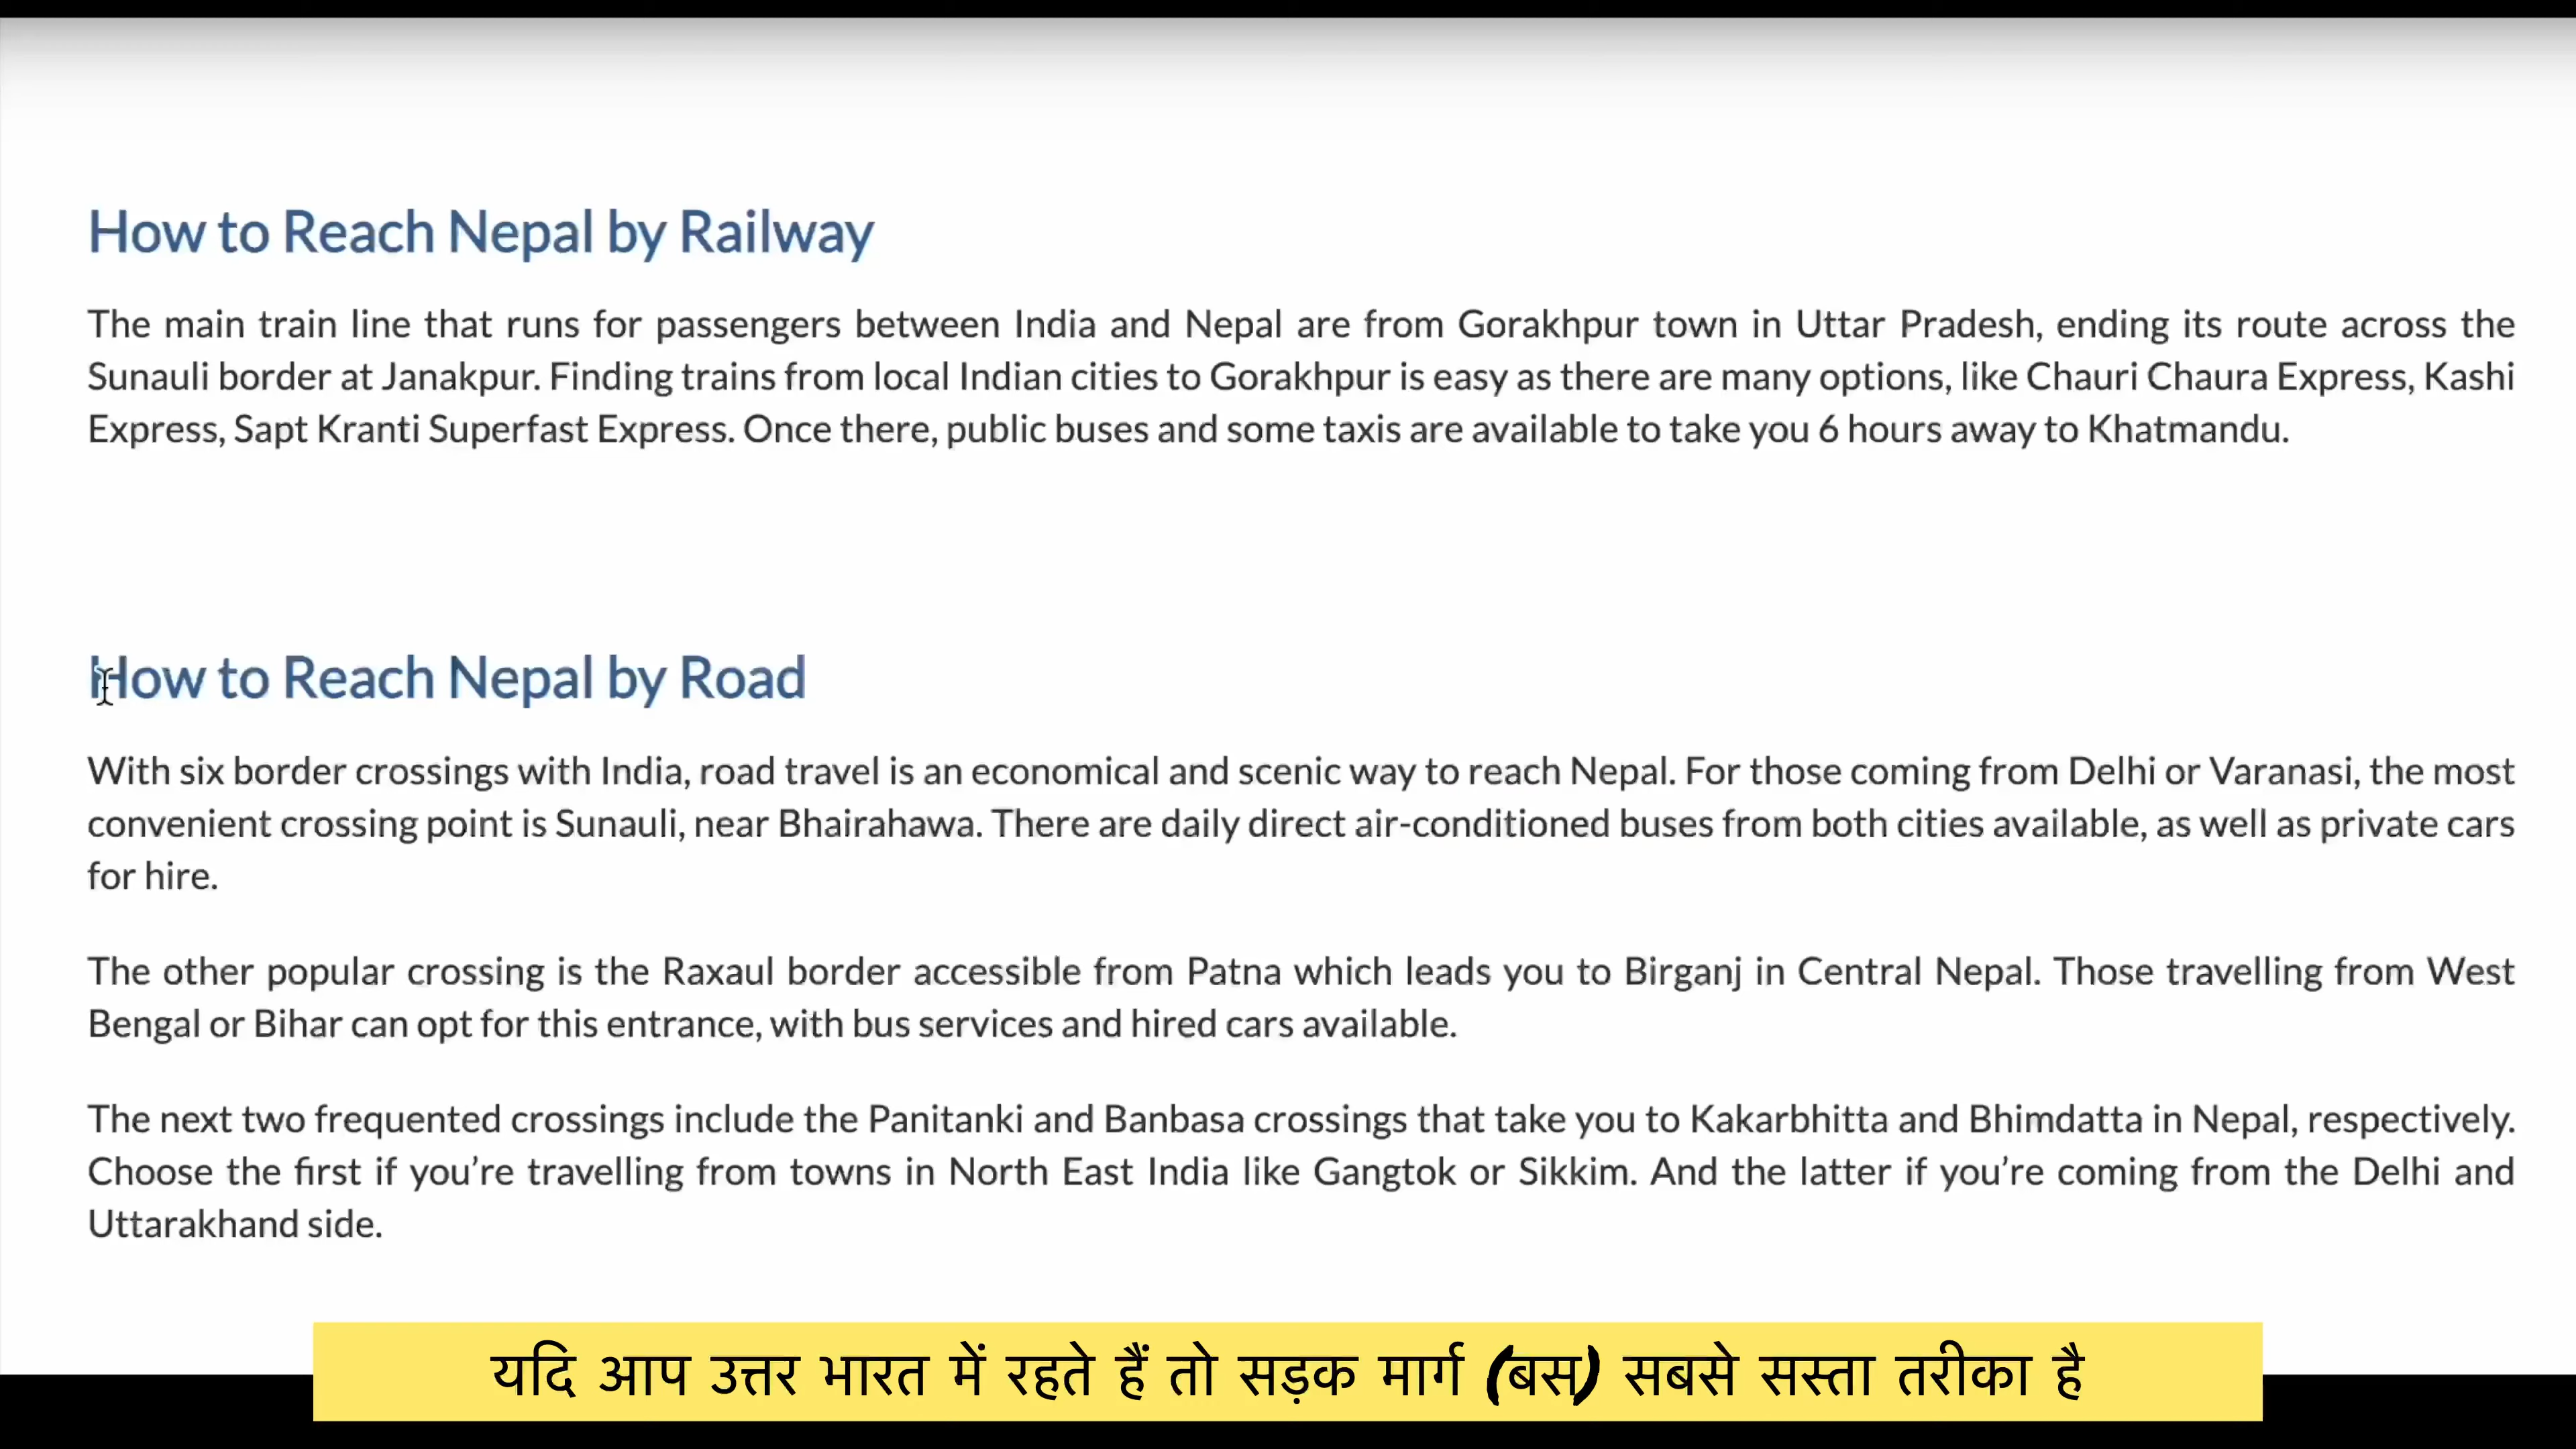 How to Reach Nepal by Railway
The main train line that runs for passengers between India and Nepal are from Gorakhpur town in Uttar Pradesh, ending its route across the
Sunauli border at Janakpur. Finding trains from local Indian cities to Gorakhpur is easy as there are many options, like Chauri Chaura Express, Kashi
Express, Sapt Kranti Superfast Express. Once there, public buses and some taxis are available to take you 6 hours away to Khatmandu.
How to Reach Nepal by Road
With six border crossings with India, road travel is an economical and scenic way to reach Nepal. For those coming from Delhi or Varanasi, the most
convenient crossing point is Sunauli, near Bhairahawa. There are daily direct air-conditioned buses from both cities available, as well as private cars
for hire.
The other popular crossing is the Raxaul border accessible from Patna which leads you to Birganj in Central Nepal. Those travelling from West
Bengal or Bihar can opt for this entrance, with bus services and hired cars available.
The next two frequented crossings include the Panitanki and Banbasa crossings that take you to Kakarbhitta and Bhimdatta in Nepal, respectively.
Choose the first if you’re travelling from towns in North East India like Gangtok or Sikkim. And the latter if you’re coming from the Delhi and
Uttarakhand side.
यदि आप उत्तर भारत में रहते हैं तो सड़क मार्ग (बस) सबसे सस्ता तरीका है